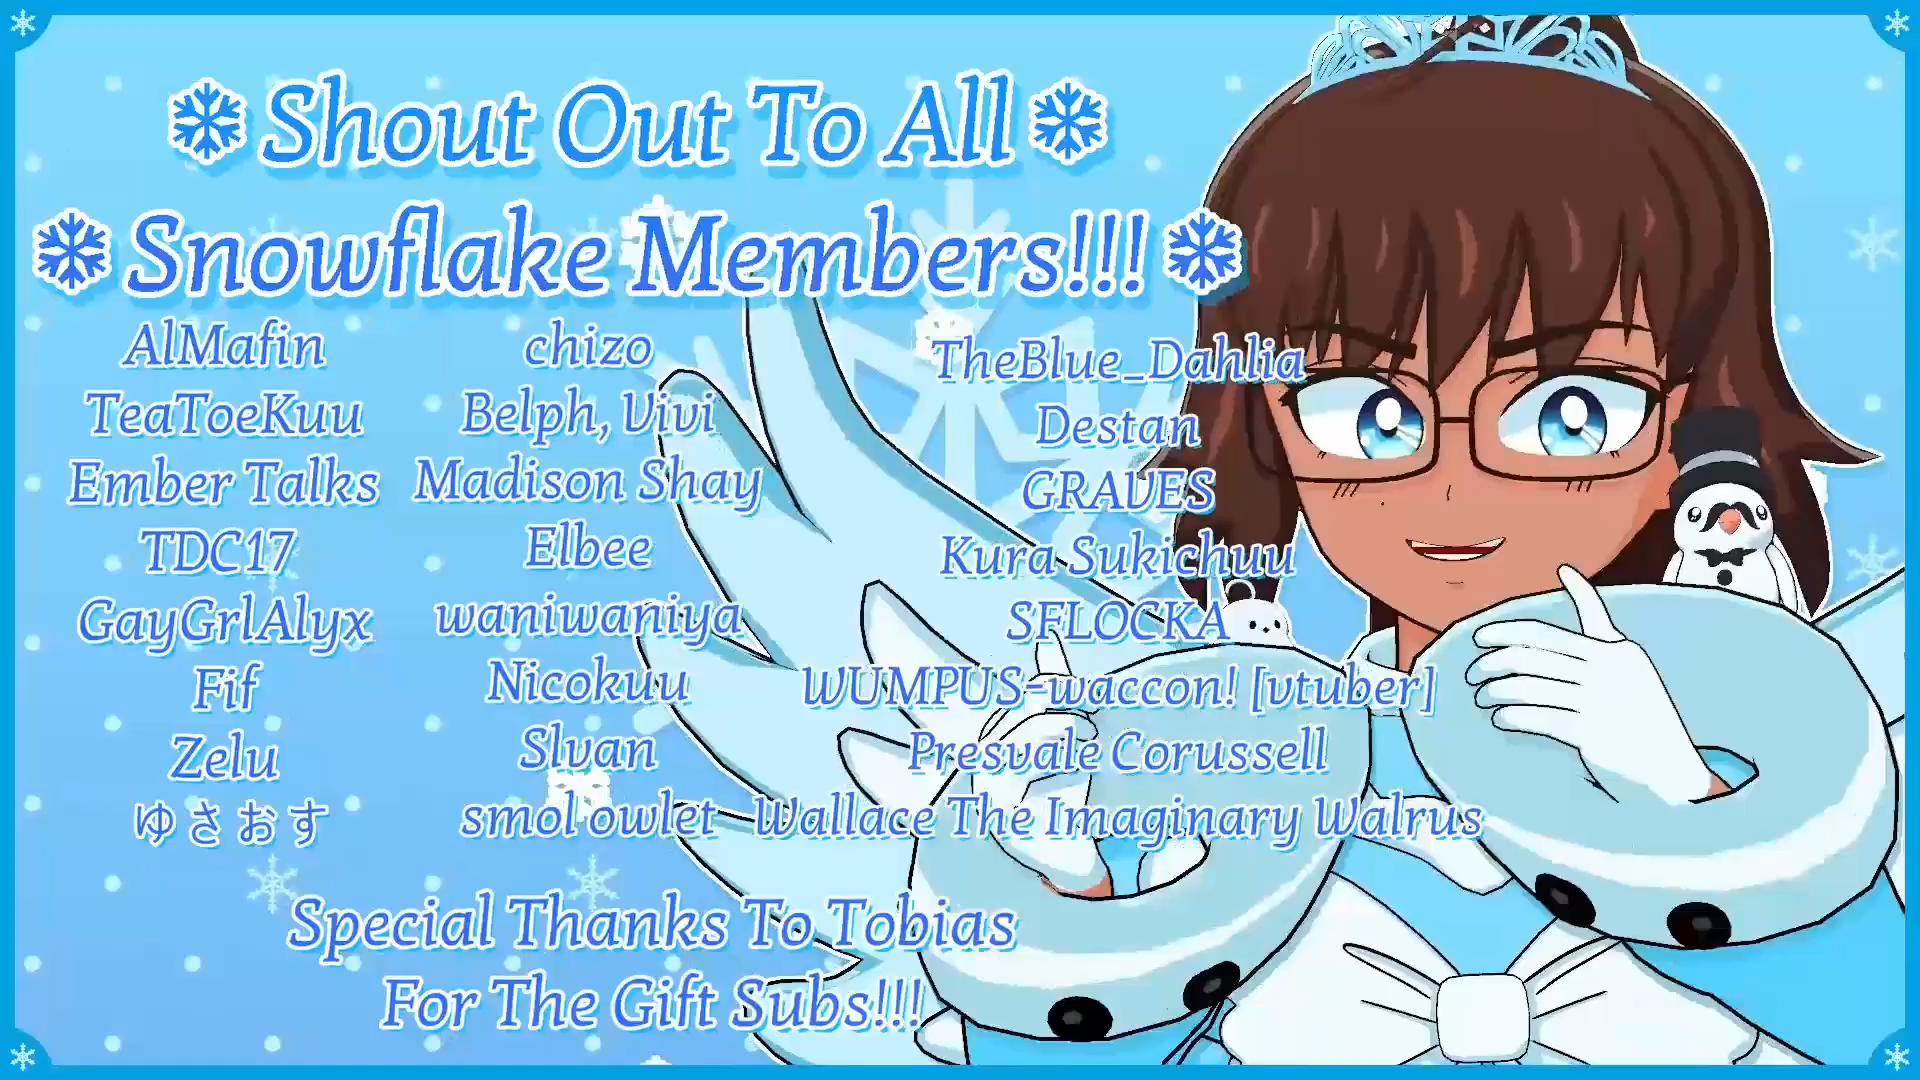 Shout Out To All
Snowflake Members!!!
AlMafin
TeaToeKuu
Ember Talks
TDC17
GayGrlAlyx
Fif
Zelu
ゆさおす
chizo
Belph, Vivi
Madison Shay
Elbee
waniwaniya
Nicokuu
Slvan
smol owlet
TheBlue_Dahlia
Destan
GRAVES
Kura Sukichuu
SFLOCKA
WUMPUS-waccon! [vtuber]
Presvale Corussell
Wallace The Imaginary Walrus
Special Thanks To Tobias
For The Gift Subs!!!